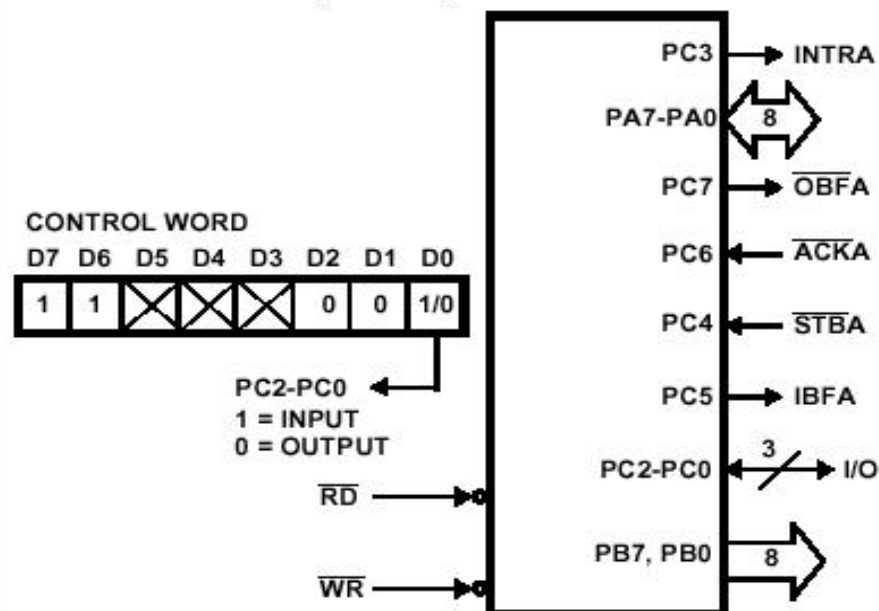 PC3 INTRA
PA7-PA0 8
PC7 OBFA
CONTROL WORD
D7 D6 D5 D4 D3 D2 D1 D0
PC6 ACKA
1 1 0 0 1/0
PC4 STBA
PC2-PC0
PC5 IBFA
1 = INPUT
0 = OUTPUT
3
PC2-PC0 I/O
RD
PB7, PB0 8
WR